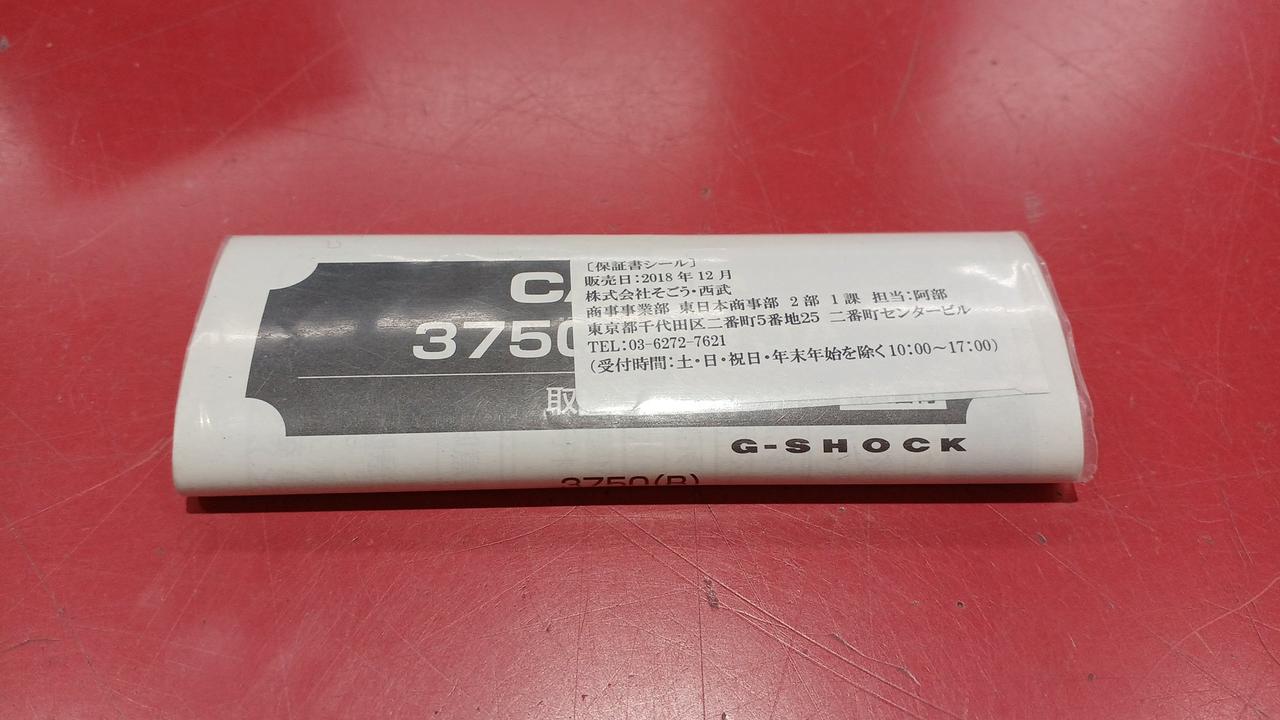 CA
3750
取
〔保証書シール〕
販売日:2018年12月
株式会社そごう・西武
商事事業部 東日本商事部 2部 1課 担当:阿部
東京都千代田区二番町5番地25 二番町センタービル
TEL:03-6272-7621
(受付時間:土・日・祝日・年末年始を除く10:00～17:00)
G-SHOCK
3750(B)